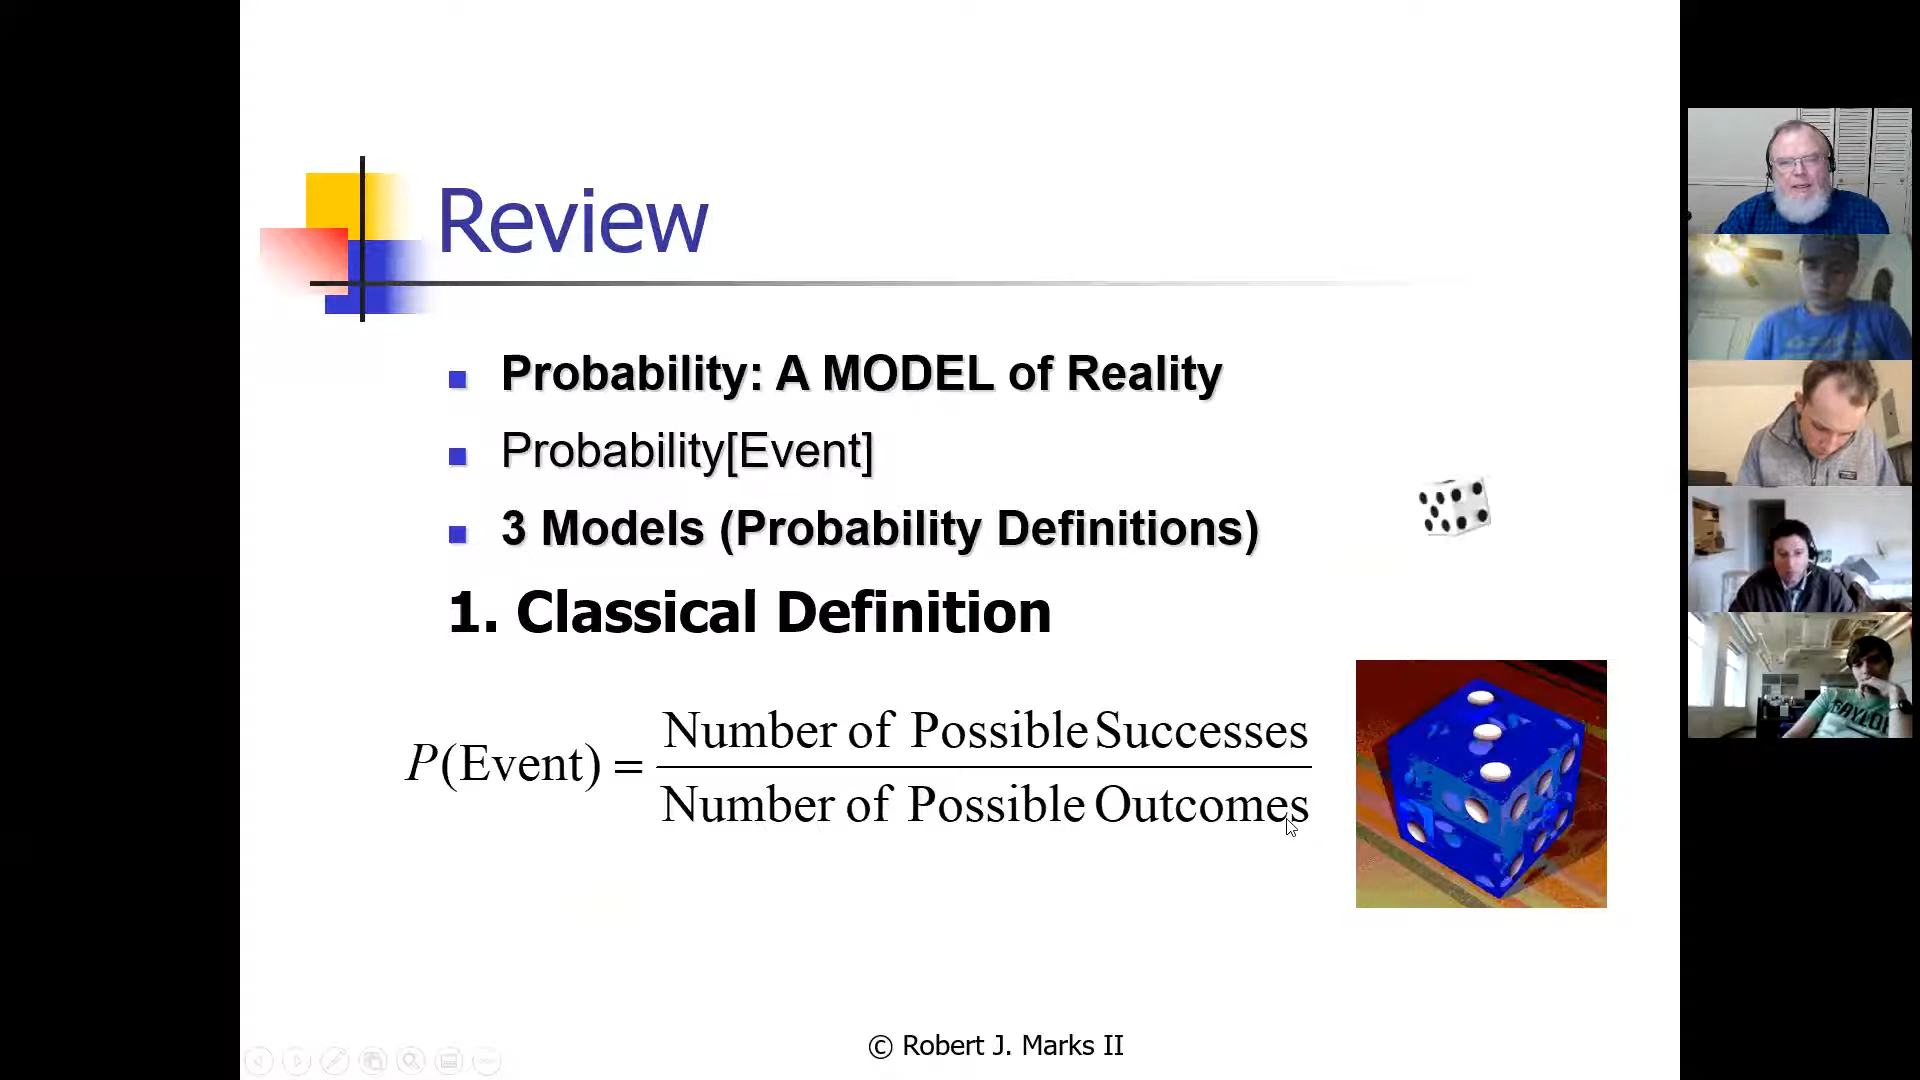 Review
Probability: A MODEL of Reality
Probability[Event]
3 Models (Probability Definitions)
1. Classical Definition
P(Event) = Number of Possible Successes
Number of Possible Outcomes
© Robert J. Marks II
BAYLOR